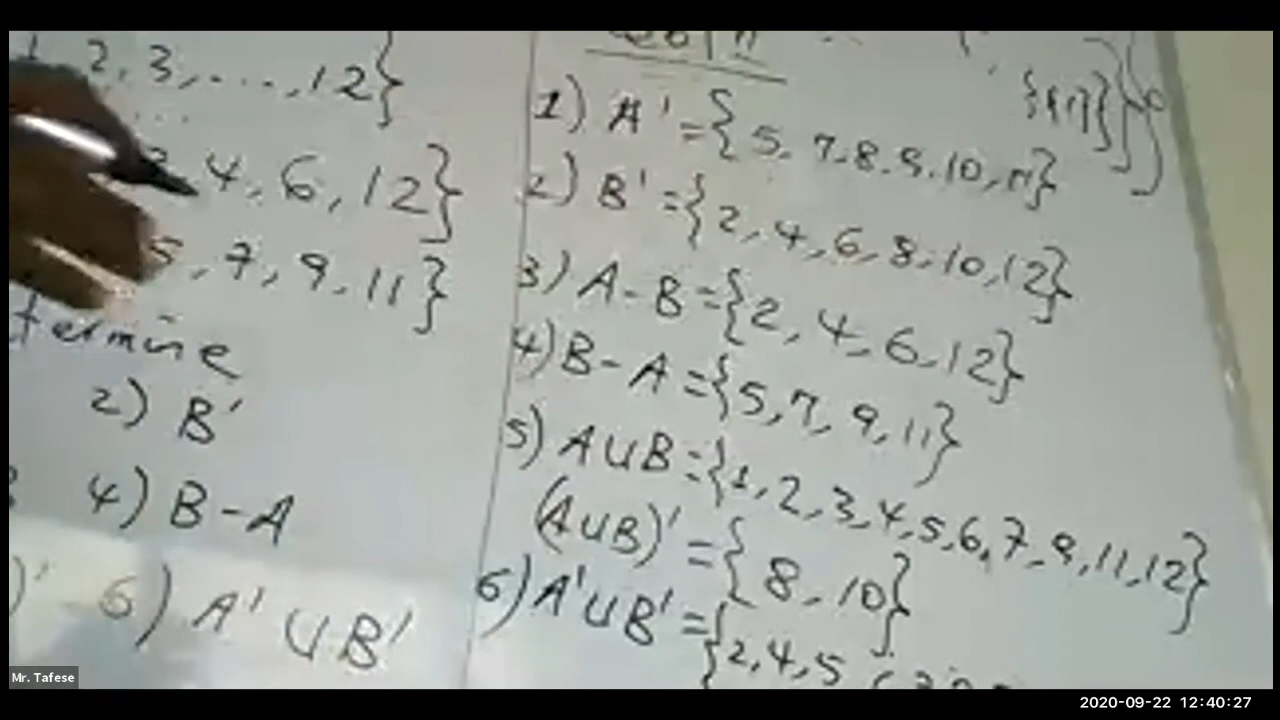 2, 3, ..., 12}
4, 6, 12}
5, 7, 9, 11}
termine
2) B'
4) B - A
)' 6) A' ∪ B'
1) A' = {5, 7, 8, 9, 10, 11}
2) B' = {2, 4, 6, 8, 10, 12}
3) A - B = {2, 4, 6, 12}
4) B - A = {5, 7, 9, 11}
5) A ∪ B = {1, 2, 3, 4, 5, 6, 7, 9, 11, 12}
(A ∪ B)' = {8, 10}
6) A' ∪ B' =
{2, 4, 5
Mr. Tafese
2020-09-22 12:40:27